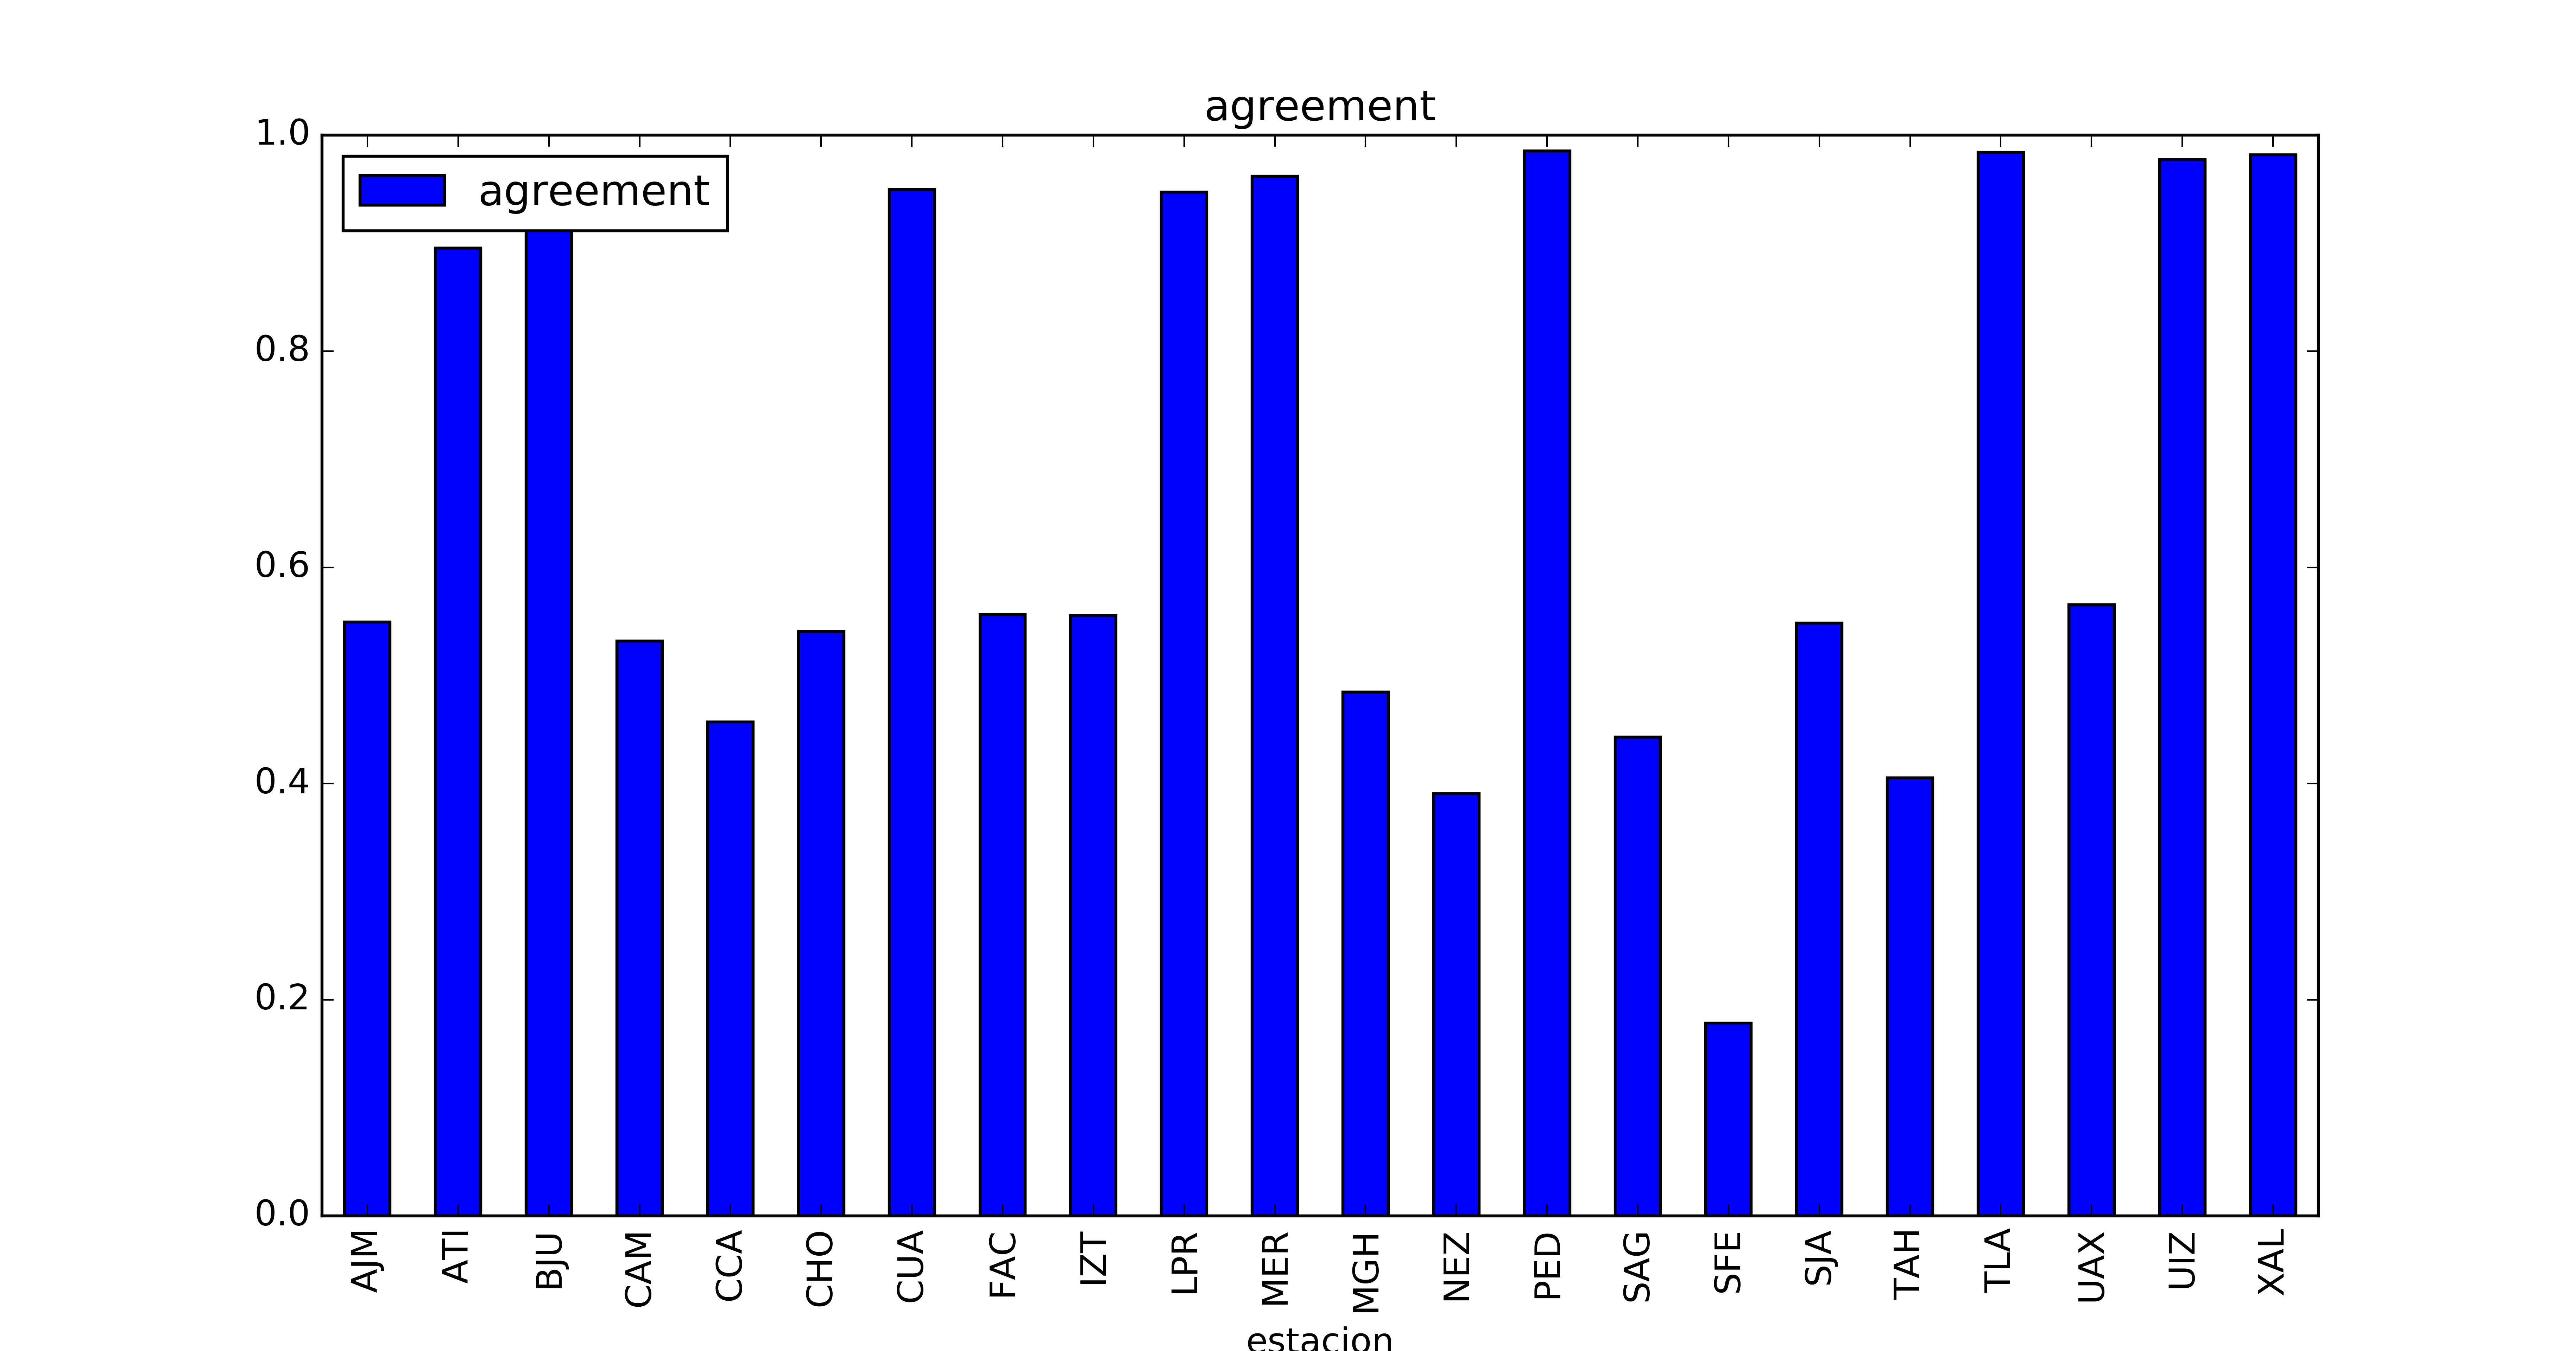 agreement
agreement
1.0
0.8
0.6
0.4
0.2
0.0
AJM
ATI
BJU
CAM
CCA
CHO
CUA
FAC
IZT
LPR
MER
MGH
NEZ
PED
SAG
SFE
SJA
TAH
TLA
UAX
UIZ
XAL
estacion